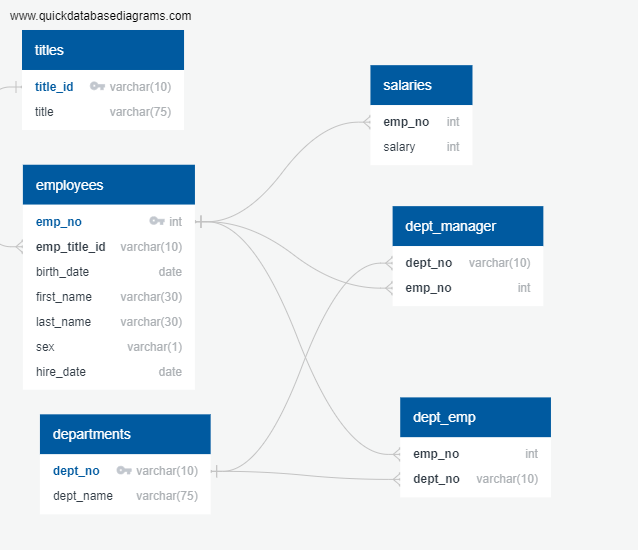 www.quickdatabasediagrams.com
titles
title_id varchar(10)
title varchar(75)
employees
emp_no int
emp_title_id varchar(10)
birth_date date
first_name varchar(30)
last_name varchar(30)
sex varchar(1)
hire_date date
departments
dept_no varchar(10)
dept_name varchar(75)
salaries
emp_no int
salary int
dept_manager
dept_no varchar(10)
emp_no int
dept_emp
emp_no int
dept_no varchar(10)